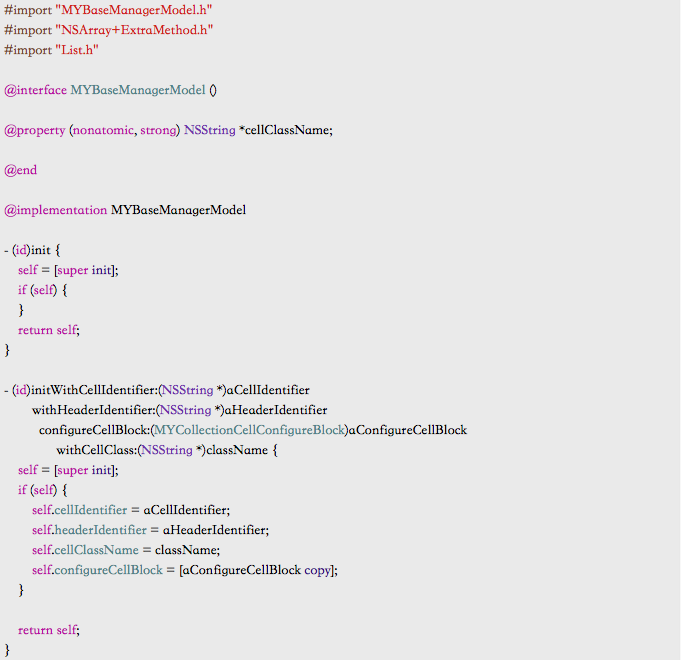 #import "MYBaseManagerModel.h"
#import "NSArray+ExtraMethod.h"
#import "List.h"
@interface MYBaseManagerModel ()
@property (nonatomic, strong) NSString *cellClassName;
@end
@implementation MYBaseManagerModel
- (id)init {
self = [super init];
if (self) {
}
return self;
}
- (id)initWithCellIdentifier:(NSString *)aCellIdentifier
withHeaderIdentifier:(NSString *)aHeaderIdentifier
configureCellBlock:(MYCollectionCellConfigureBlock)aConfigureCellBlock
withCellClass:(NSString *)className {
self = [super init];
if (self) {
self.cellIdentifier = aCellIdentifier;
self.headerIdentifier = aHeaderIdentifier;
self.cellClassName = className;
self.configureCellBlock = [aConfigureCellBlock copy];
}
return self;
}